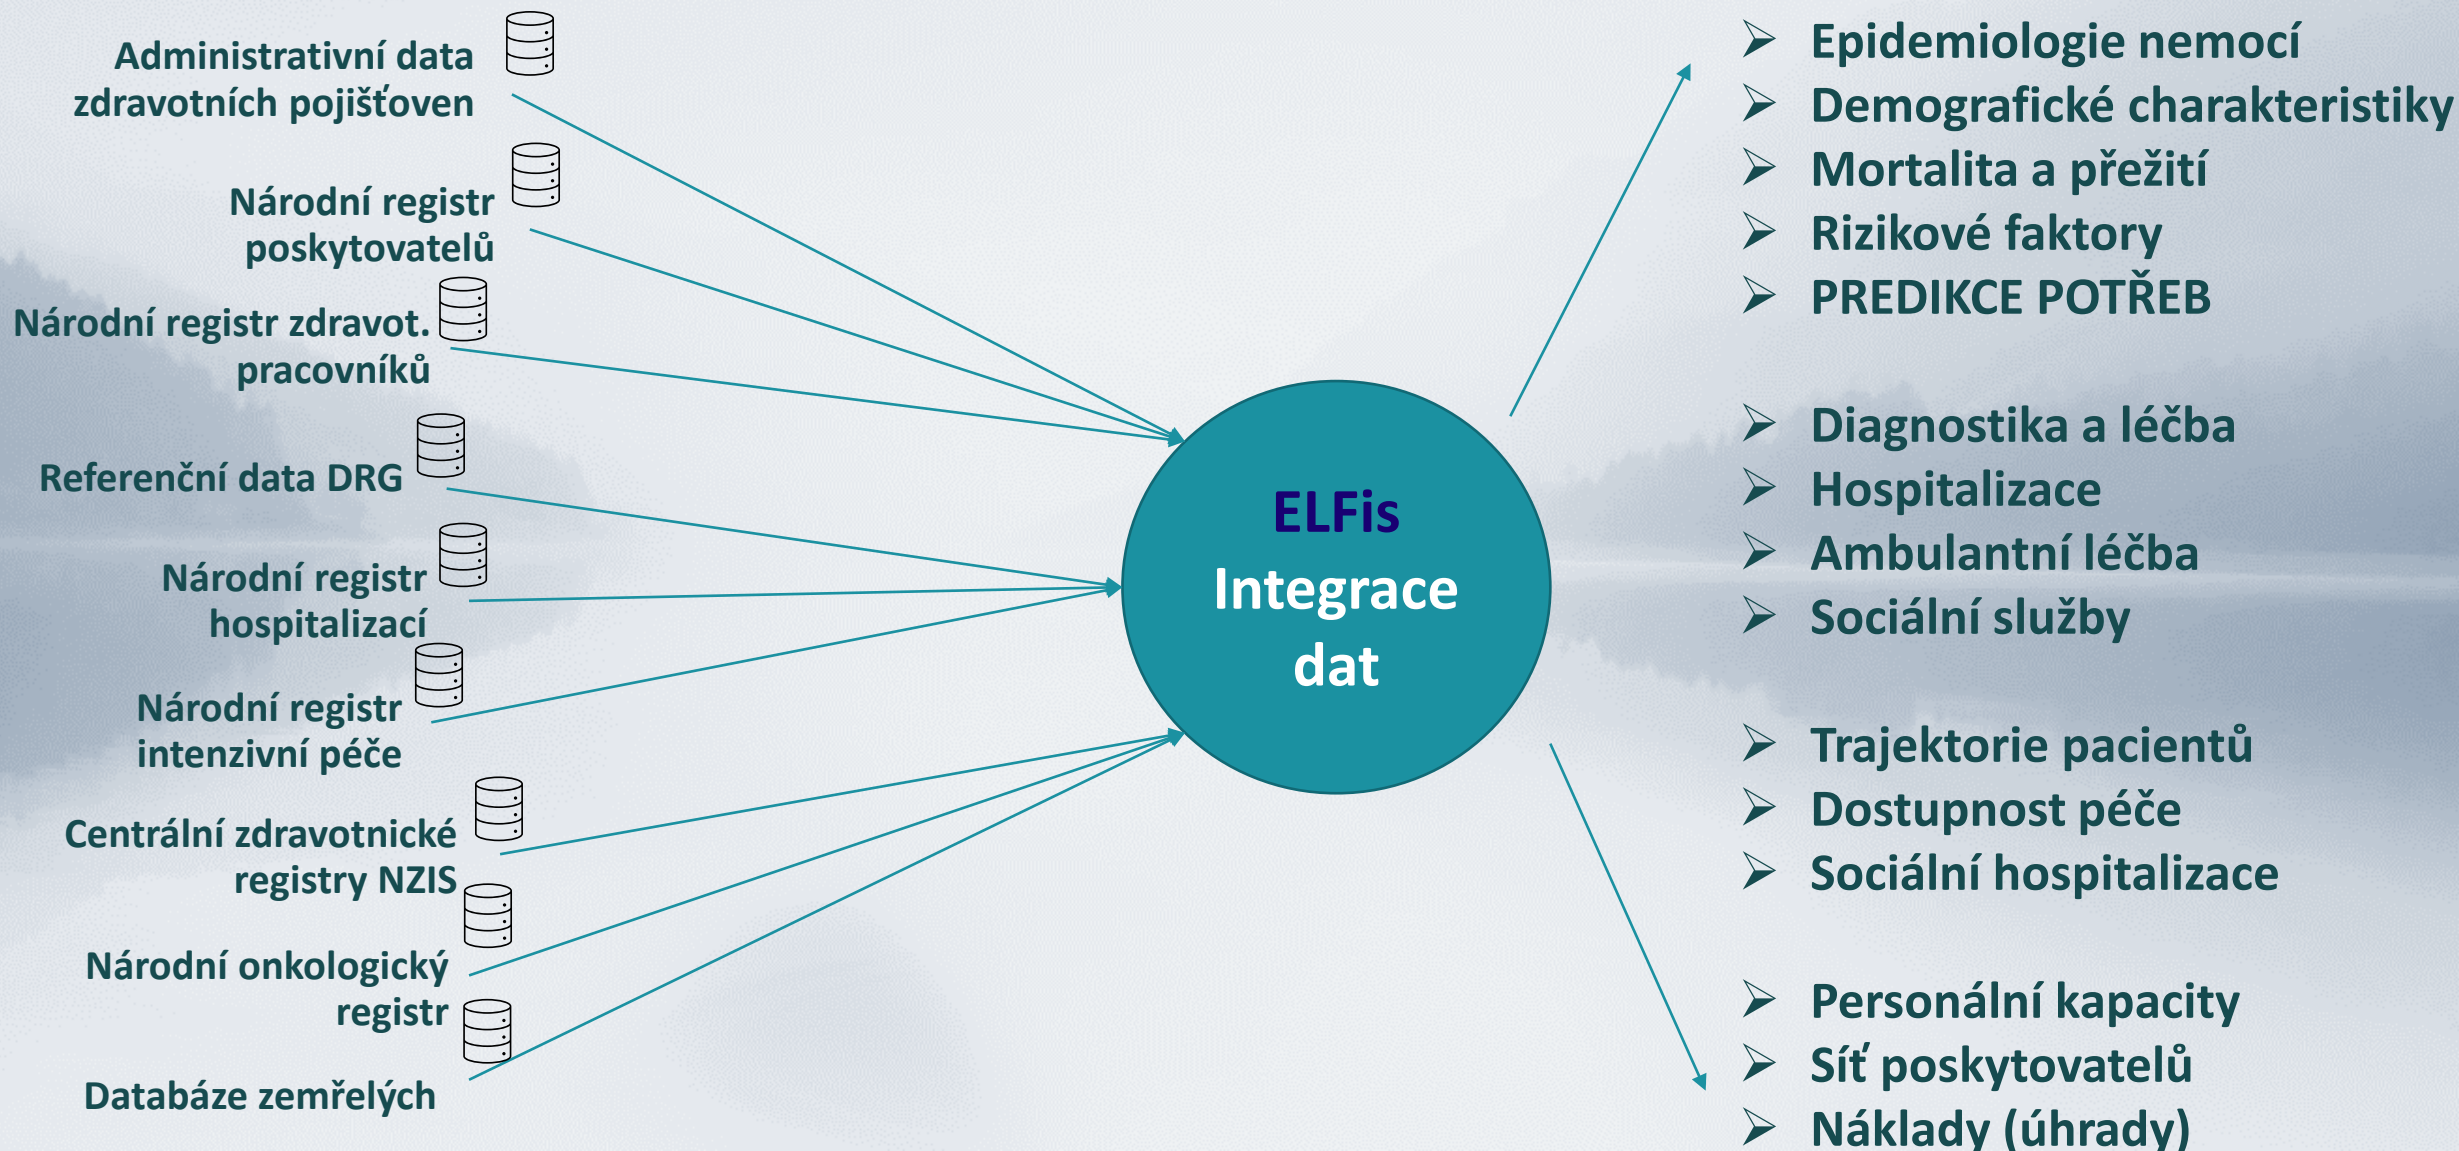 Administrativní data
zdravotních pojišťoven
Národní registr
poskytovatelů
Národní registr zdravot.
pracovníků
Referenční data DRG
Národní registr
hospitalizací
Národní registr
intenzivní péče
Centrální zdravotnické
registry NZIS
Národní onkologický
registr
Databáze zemřelých
ELFis
Integrace
dat
Epidemiologie nemocí
Demografické charakteristiky
Mortalita a přežití
Rizikové faktory
PREDIKCE POTŘEB
Diagnostika a léčba
Hospitalizace
Ambulantní léčba
Sociální služby
Trajektorie pacientů
Dostupnost péče
Sociální hospitalizace
Personální kapacity
Síť poskytovatelů
Náklady (úhrady)